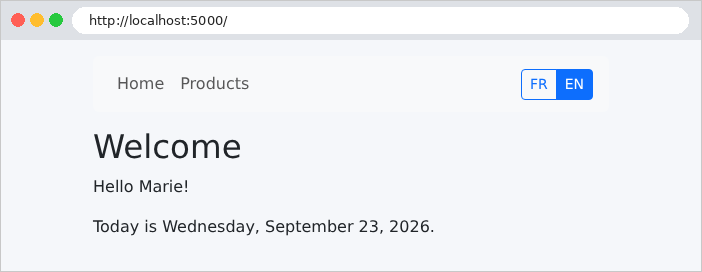 http://localhost:5000/
Home Products FR EN
Welcome
Hello Marie!
Today is Wednesday, September 23, 2026.